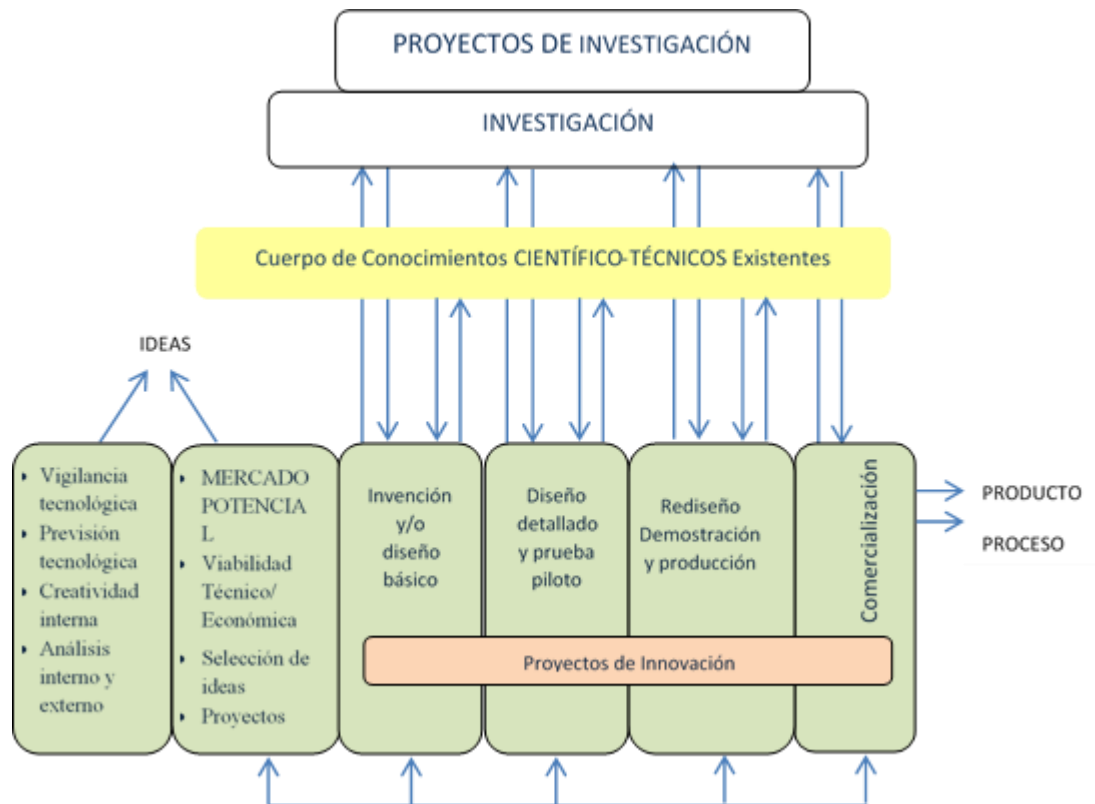 PROYECTOS DE INVESTIGACIÓN
INVESTIGACIÓN
Cuerpo de Conocimientos CIENTÍFICO-TÉCNICOS Existentes
IDEAS
• Vigilancia
tecnológica
• Previsión
tecnológica
• Creatividad
interna
• Análisis
interno y
externo
• MERCADO
POTENCIA
L
• Viabilidad
Técnico/
Económica
• Selección de
ideas
• Proyectos
Invención
y/o
diseño
básico
Diseño
detallado
y prueba
piloto
Rediseño
Demostración
y producción
Comercialización
Proyectos de Innovación
PRODUCTO
PROCESO